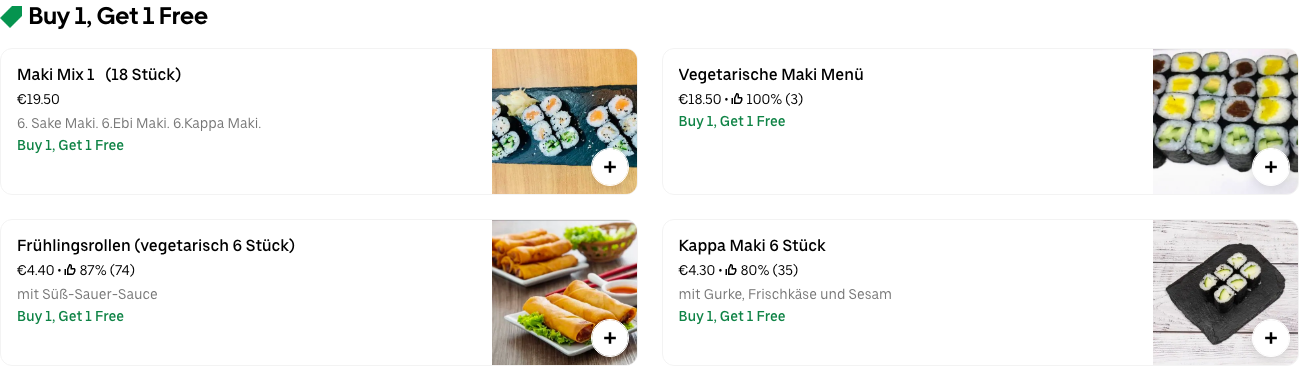 Buy 1, Get 1 Free
Maki Mix 1 (18 Stück)
€19.50
6. Sake Maki. 6.Ebi Maki. 6.Kappa Maki.
Buy 1, Get 1 Free
Vegetarische Maki Menü
€18.50 • 100% (3)
Buy 1, Get 1 Free
Frühlingsrollen (vegetarisch 6 Stück)
€4.40 • 87% (74)
mit Süß-Sauer-Sauce
Buy 1, Get 1 Free
Kappa Maki 6 Stück
€4.30 • 80% (35)
mit Gurke, Frischkäse und Sesam
Buy 1, Get 1 Free